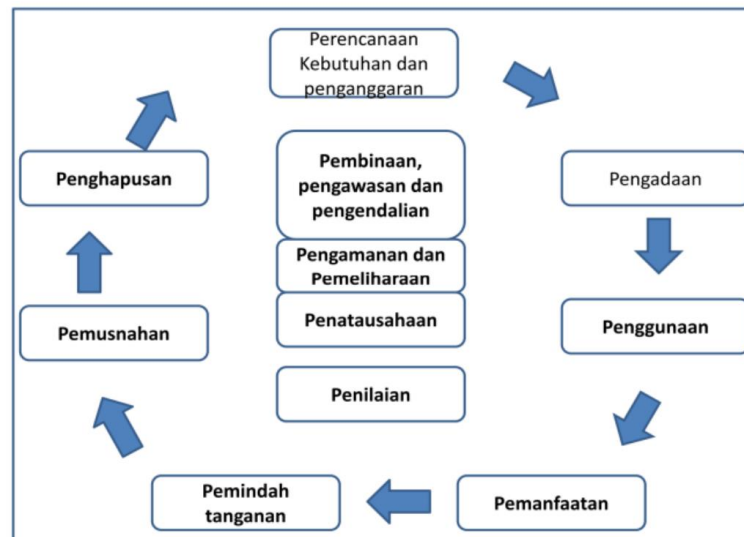 Perencanaan
Kebutuhan dan
penganggaran
Penghapusan
Pembinaan,
pengawasan dan
pengendalian
Pengadaan
Pengamanan dan
Pemeliharaan
Pemusnahan
Penatausahaan
Penggunaan
Penilaian
Pemindah
tanganan
Pemanfaatan